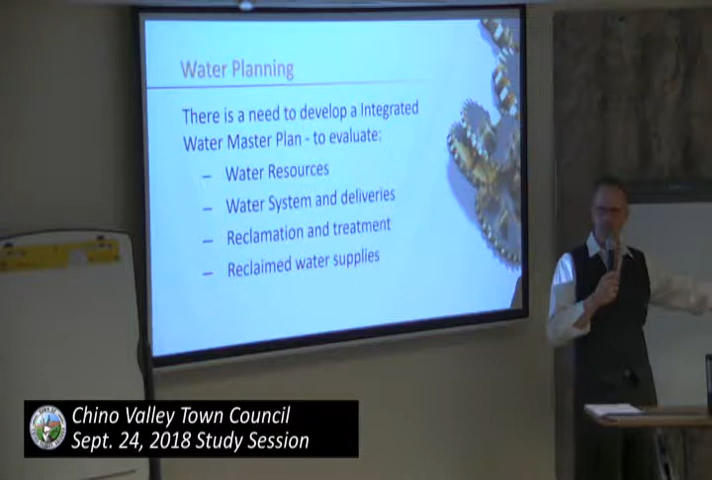 Water Planning
There is a need to develop a Integrated
Water Master Plan - to evaluate:
– Water Resources
– Water System and deliveries
– Reclamation and treatment
– Reclaimed water supplies
Chino Valley Town Council
Sept. 24, 2018 Study Session